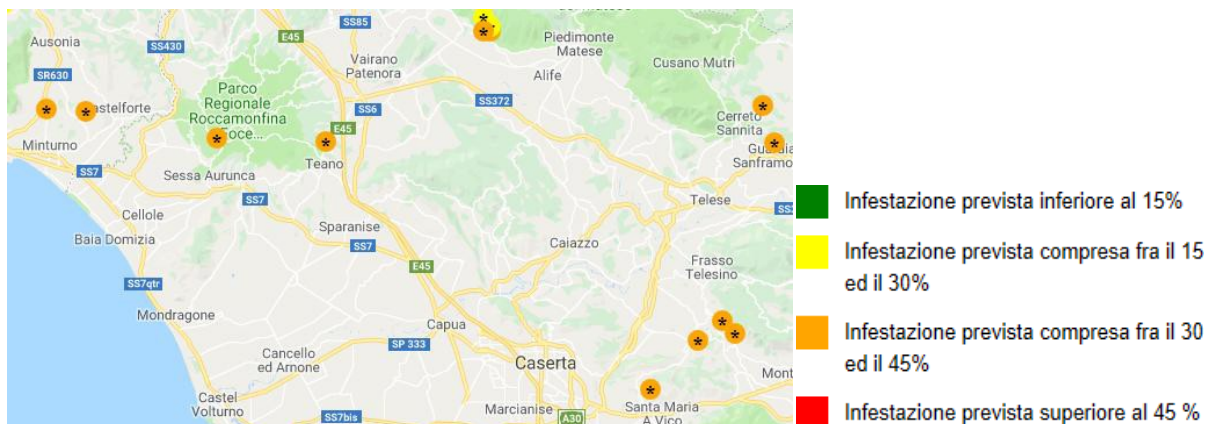 SS85
E45
Ausonia
SS430
Piedimonte
Matese
Vairano
Patenora
Cusano Mutri
Alife
SR630
Parco
Regionale
Roccamonfina
Foce...
SS372
SS6
Castelforte
Cerreto
Sannita
E45
Minturno
Guardia
Sanframo
Teano
SS7
Sessa Aurunca
SS7
Telese
Cellole
Sparanise
Baia Domizia
SS7
Caiazzo
E45
Frasso
Telesino
SS7qtr
Mondragone
Capua
SP 333
Cancello
ed Arnone
Caserta
Mont
Castel
Volturno
SS7bis
Marcianise
A30
Santa Maria
A Vico
Infestazione prevista inferiore al 15%
Infestazione prevista compresa fra il 15
ed il 30%
Infestazione prevista compresa fra il 30
ed il 45%
Infestazione prevista superiore al 45 %